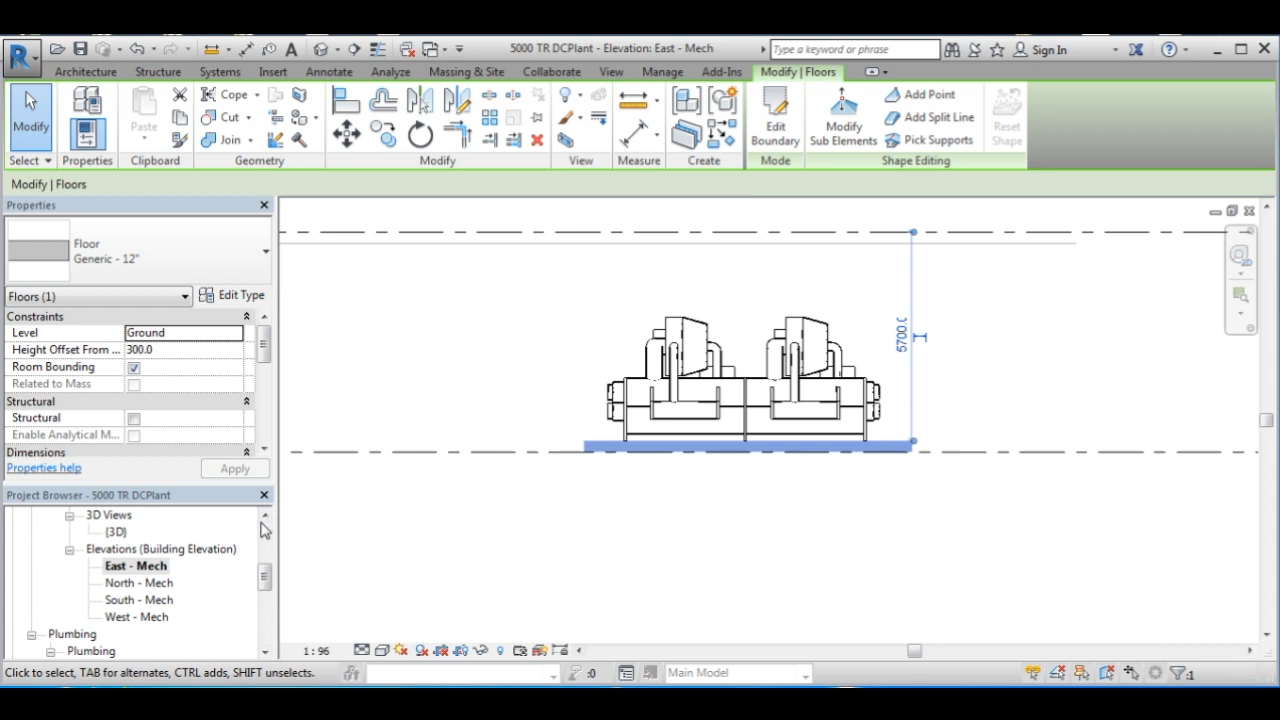 5000 TR DCPlant - Elevation: East - Mech
Type a keyword or phrase
Sign In
Architecture Structure Systems Insert Annotate Analyze Massing & Site Collaborate View Manage Add-Ins Modify | Floors
Modify
Paste
Cope
Cut
Join
Edit Boundary
Modify Sub Elements
Add Point
Add Split Line
Pick Supports
Reset Shape
Select Properties Clipboard Geometry Modify View Measure Create Mode Shape Editing
Modify | Floors
Properties
Floor
Generic - 12"
Floors (1)
Edit Type
Constraints
Level Ground
Height Offset From ... 300.0
Room Bounding
Related to Mass
Structural
Structural
Enable Analytical M...
Dimensions
Properties help
Apply
Project Browser - 5000 TR DCPlant
3D Views
{3D}
Elevations (Building Elevation)
East - Mech
North - Mech
South - Mech
West - Mech
Plumbing
Plumbing
5700.0
2D
1 : 96
Click to select, TAB for alternates, CTRL adds, SHIFT unselects.
:0
Main Model
:1